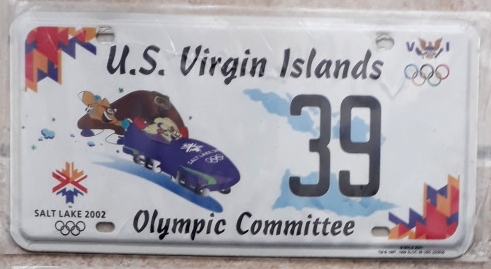 U.S. Virgin Islands
V I
39
SALT LAKE 2002
Olympic Committee